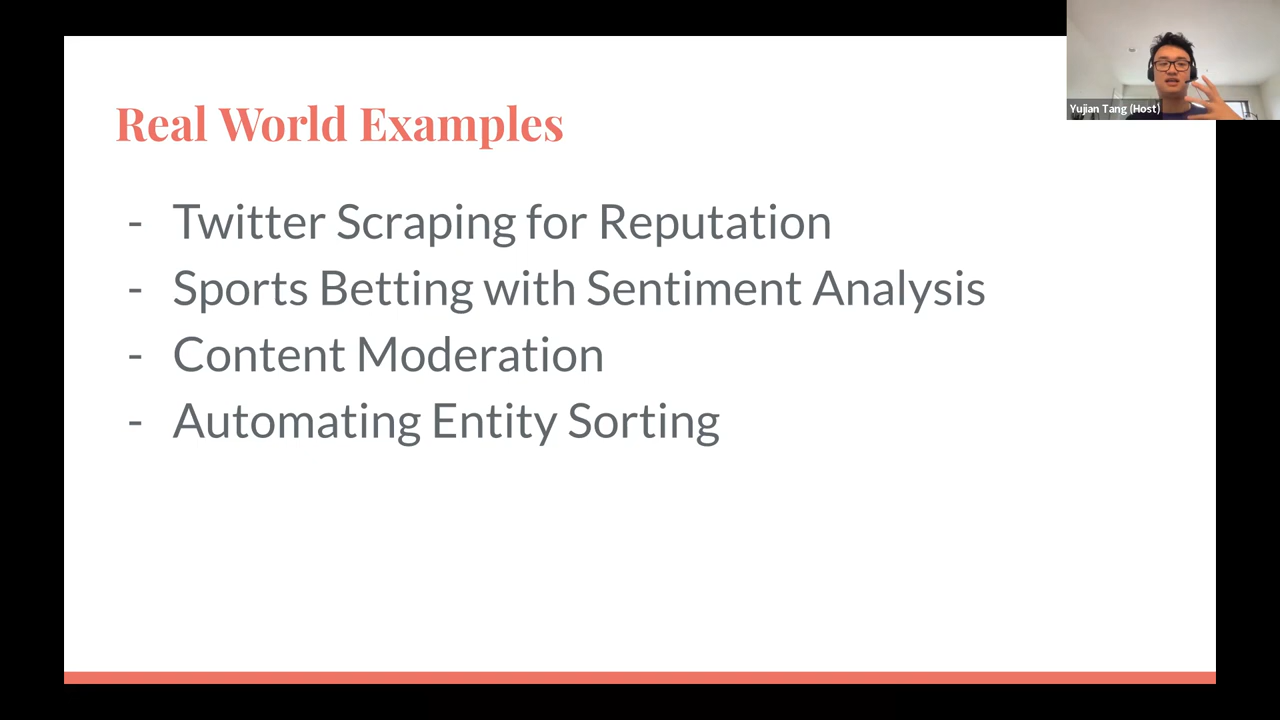 Real World Examples
- Twitter Scraping for Reputation
- Sports Betting with Sentiment Analysis
- Content Moderation
- Automating Entity Sorting
Yujian Tang (Host)